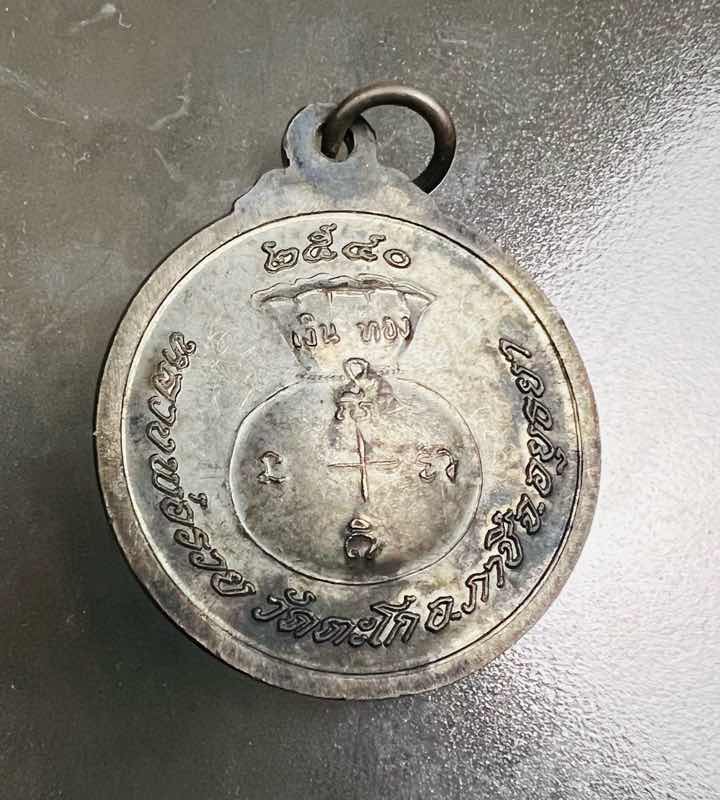 ๒๕๔๐
เงิน ทอง
หลวงพ่อรวย วัดตะโก อ.ภาชี จ.อยุธยา